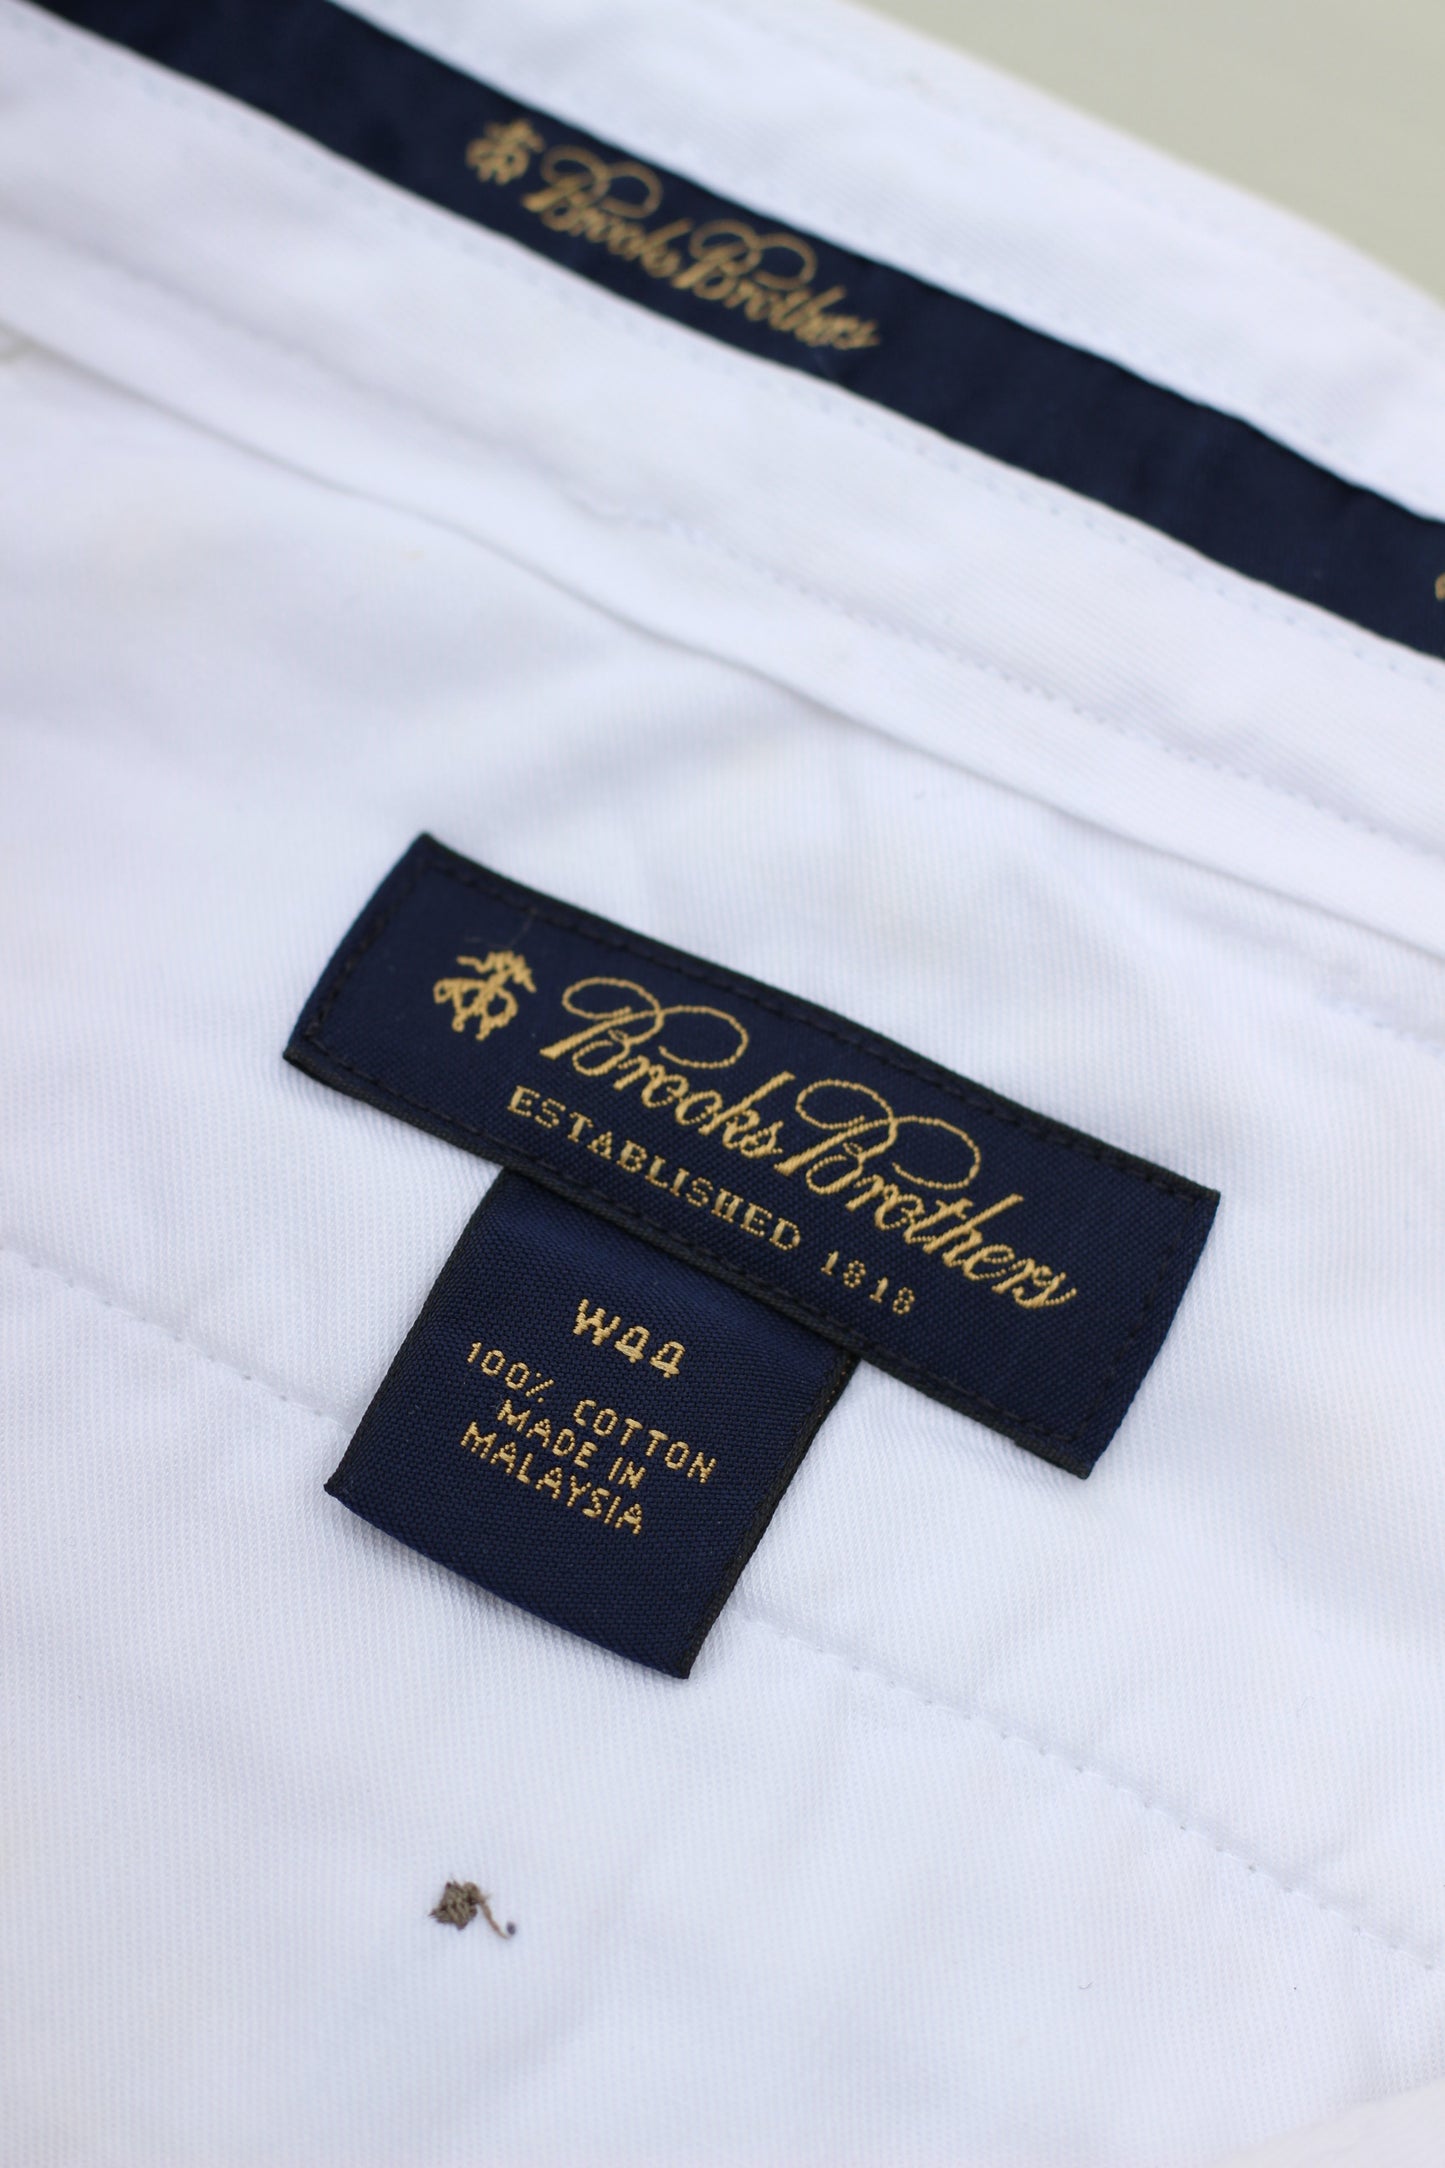 Brooks Brothers
Brooks Brothers
ESTABLISHED 1818
W44
100% COTTON
MADE IN
MALAYSIA